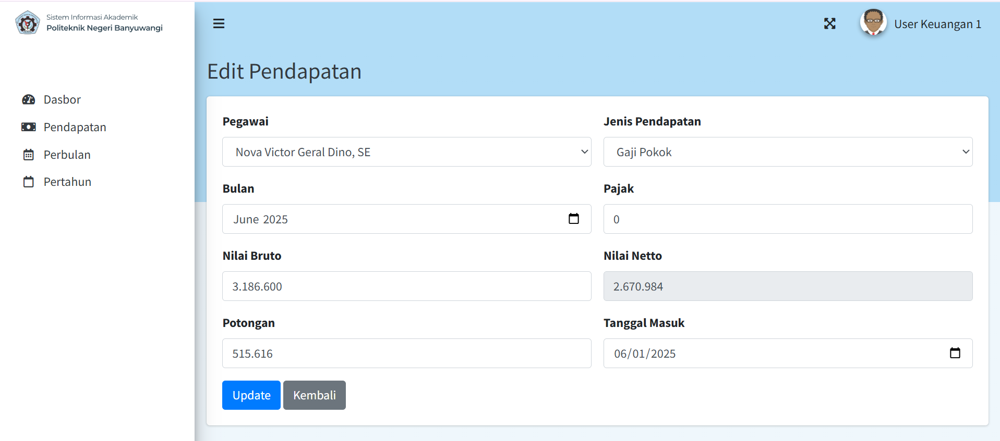 Sistem Informasi Akademik
Politeknik Negeri Banyuwangi
User Keuangan 1
Dasbor
Pendapatan
Perbulan
Pertahun
Edit Pendapatan
Pegawai
Nova Victor Geral Dino, SE
Jenis Pendapatan
Gaji Pokok
Bulan
June 2025
Pajak
0
Nilai Bruto
3.186.600
Nilai Netto
2.670.984
Potongan
515.616
Tanggal Masuk
06/01/2025
Update
Kembali